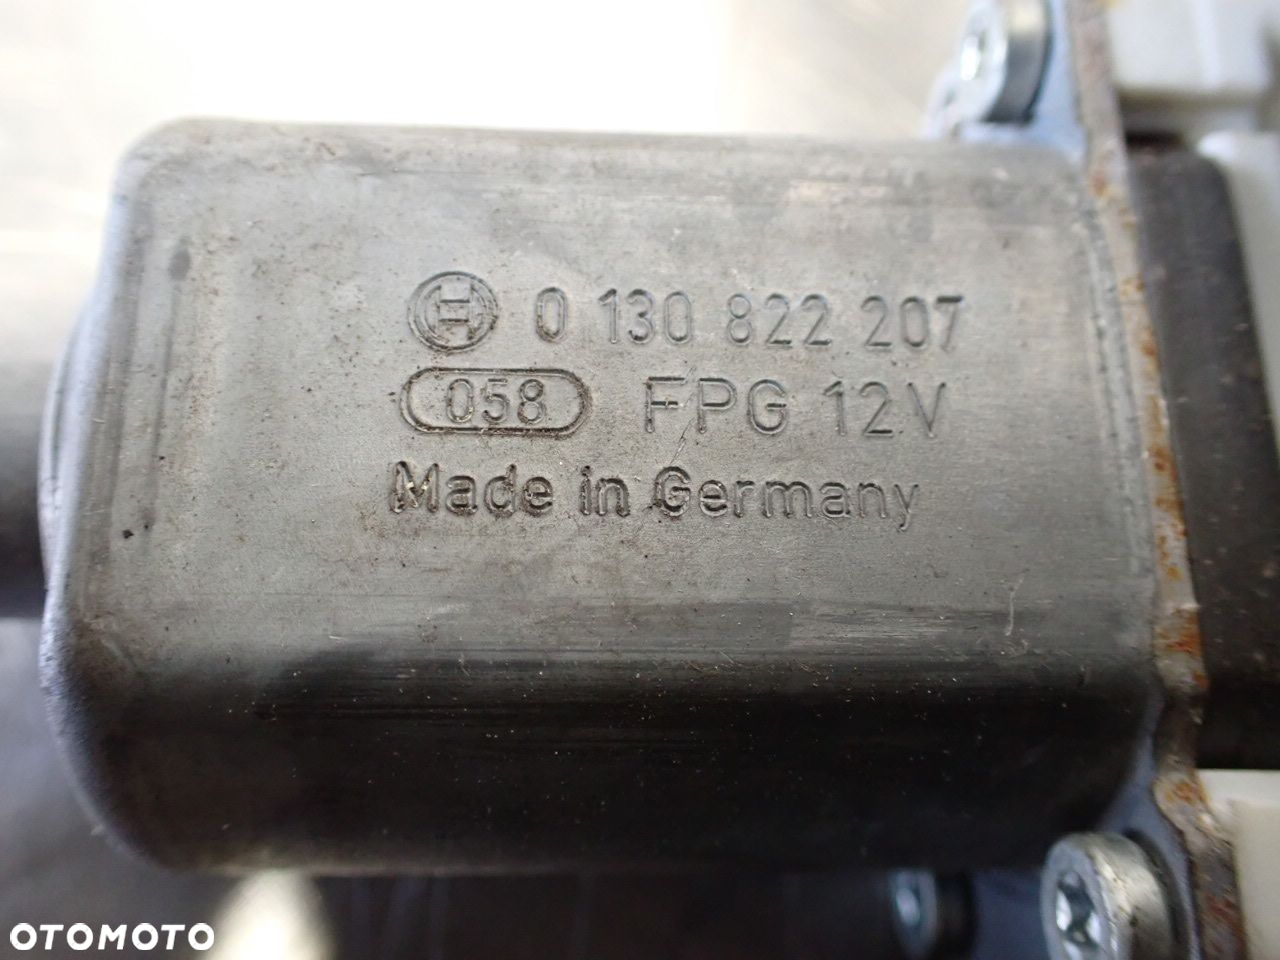 0 130 822 207
058 FPG 12V
Made in Germany
OTOMOTO